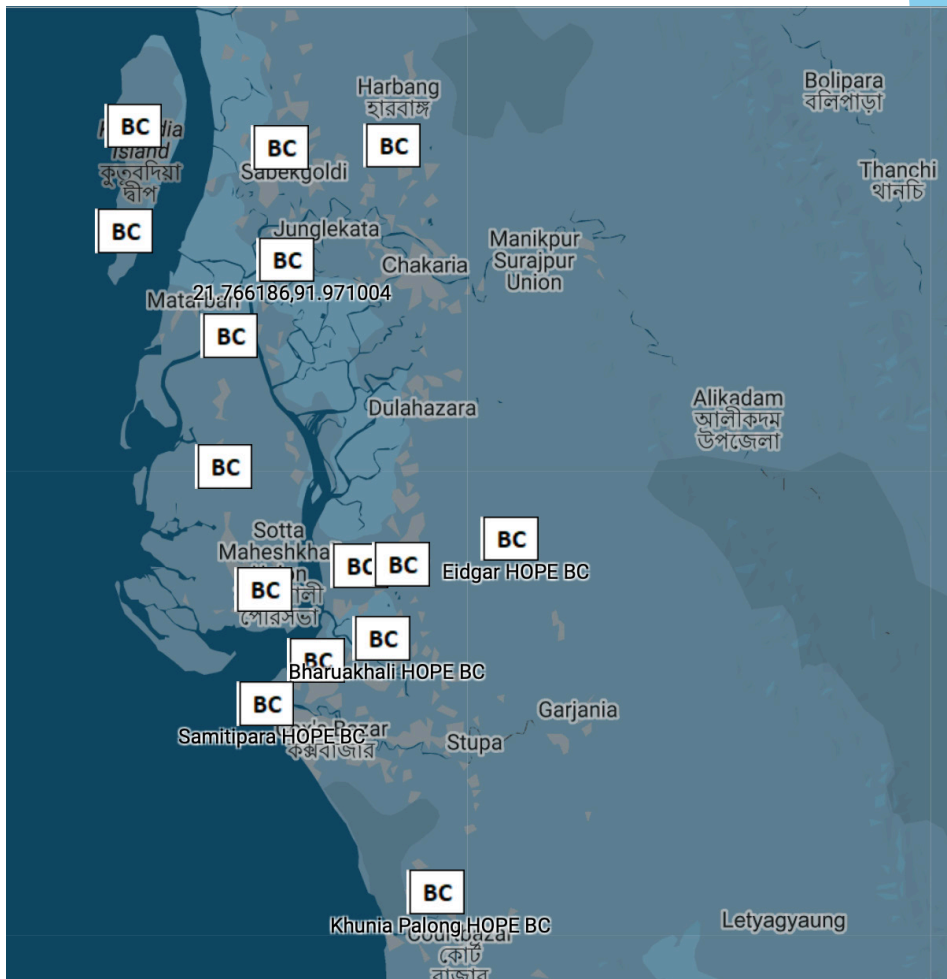 Harbang
হারবাঙ্গ
Bolipara
বলিপাড়া
BC
Island
কুতুবদিয়া
দ্বীপ
BC
Sabekgoldi
BC
Thanchi
থানচি
BC
Junglekata
BC
21.766186,91.971004
Chakaria
Manikpur
Surajpur
Union
BC
Dulahazara
Alikadam
আলীকদম
উপজেলা
BC
Sotta
BC
পৌরসভা
BC
BC
BC
Eidgar HOPE BC
BC
BC
Bharuakhali HOPE BC
BC
Samitipara HOPE BC
কক্সবাজার
Garjania
Stupa
BC
Khunia Palong HOPE BC
কোর্ট
বাজার
Letyagyaung